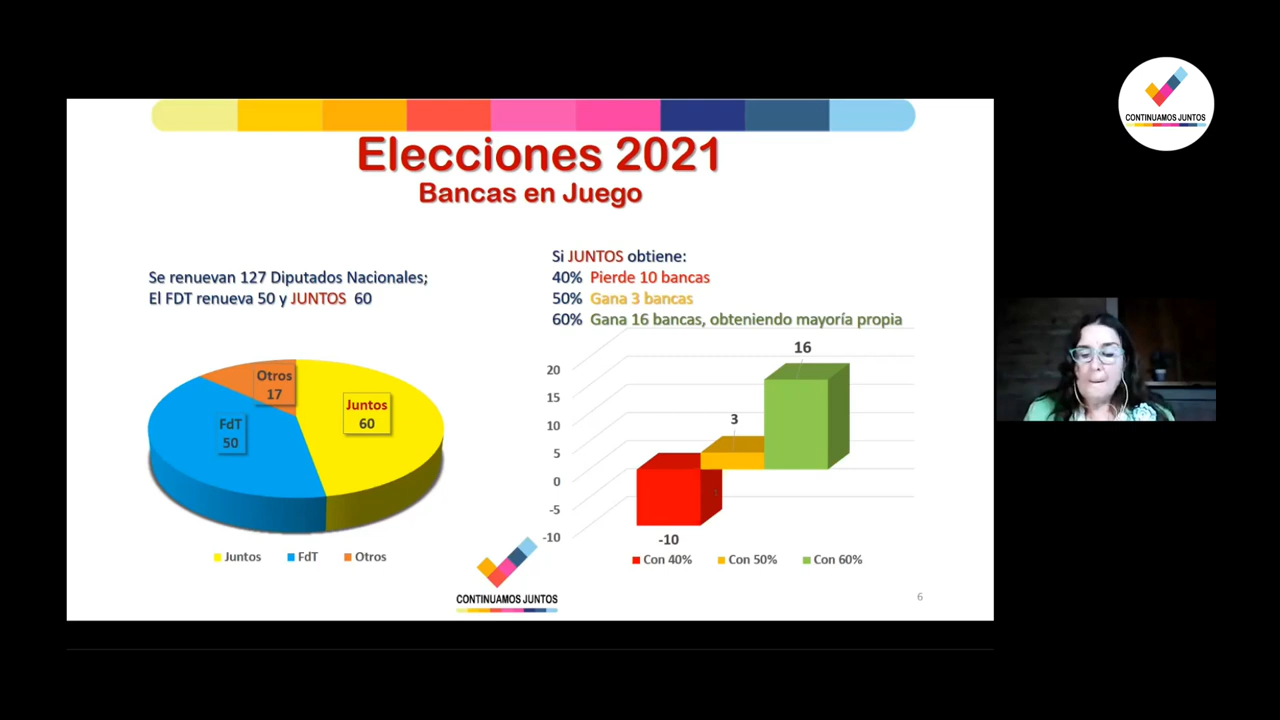 CONTINUAMOS JUNTOS
Elecciones 2021
Bancas en Juego
Se renuevan 127 Diputados Nacionales;
El FDT renueva 50 y JUNTOS 60
Otros
17
Juntos
60
FdT
50
Juntos FdT Otros
Si JUNTOS obtiene:
40% Pierde 10 bancas
50% Gana 3 bancas
60% Gana 16 bancas, obteniendo mayoría propia
20
15
10
5
0
-5
-10
16
3
-10
Con 40% Con 50% Con 60%
CONTINUAMOS JUNTOS
6